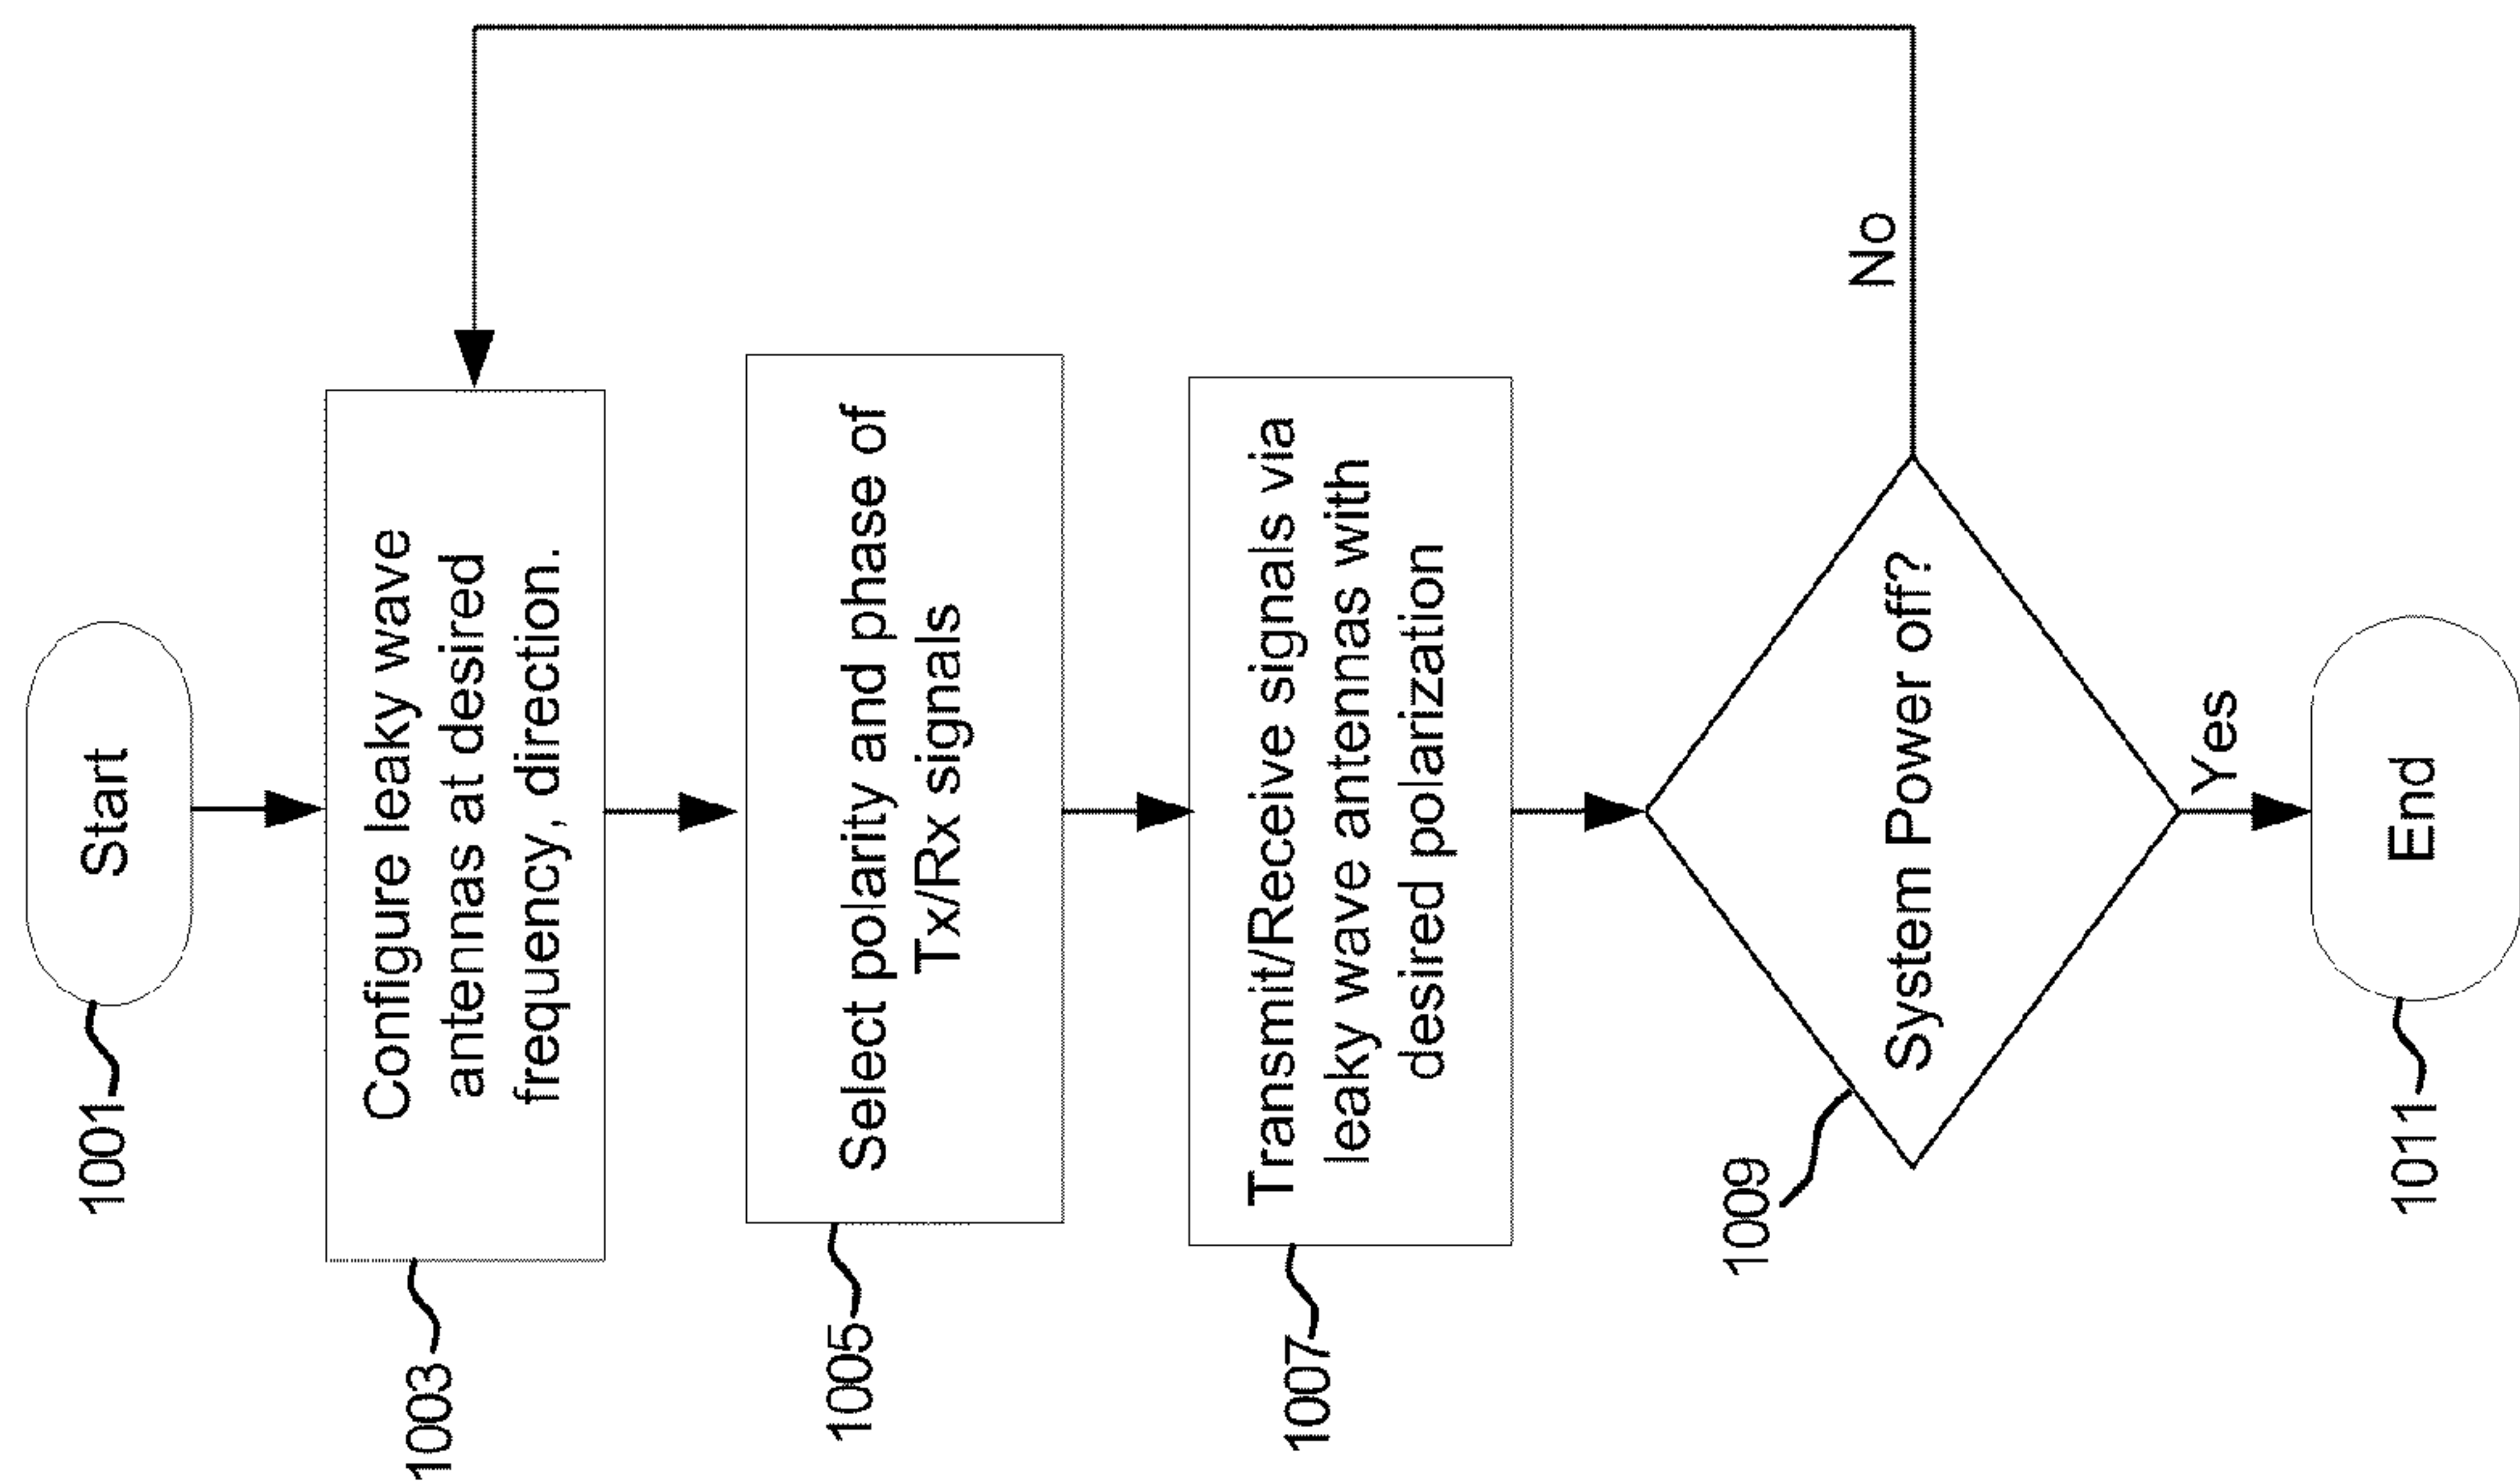 1001
Start
1003
Configure leaky wave
antennas at desired
frequency, direction.
1005
Select polarity and phase of
Tx/Rx signals
1007
Transmit/Receive signals via
leaky wave antennas with
desired polarization
1009
System Power off?
No
Yes
1011
End